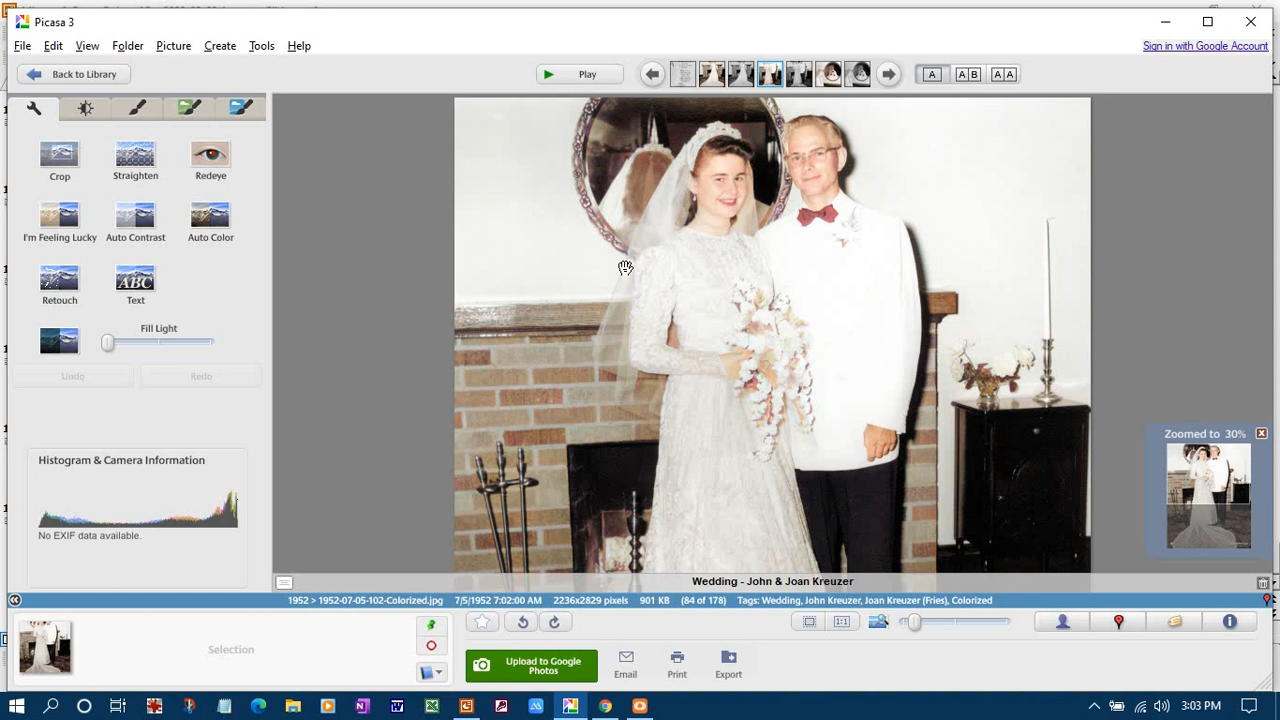 Picasa 3
File Edit View Folder Picture Create Tools Help
Sign in with Google Account
Back to Library
Play
A
A B
A A
Crop
Straighten
Redeye
I'm Feeling Lucky
Auto Contrast
Auto Color
Retouch
ABC
Text
Fill Light
Undo
Redo
Zoomed to 30%
Histogram & Camera Information
No EXIF data available.
Wedding - John & Joan Kreuzer
1952 > 1952-07-05-102-Colorized.jpg 7/5/1952 7:02:00 AM 2236x2829 pixels 901 KB (84 of 178) Tags: Wedding, John Kreuzer, Joan Kreuzer (Fries), Colorized
Selection
1:1
Upload to Google
Photos
Email
Print
Export
3:03 PM